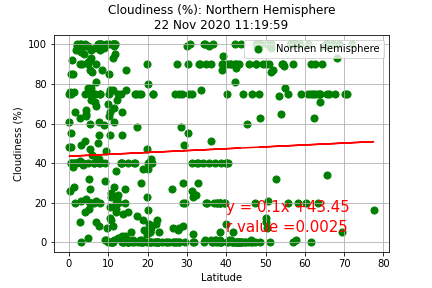 Cloudiness (%): Northern Hemisphere
22 Nov 2020 11:19:59
Northen Hemisphere
Cloudiness (%)
100
80
60
40
20
0
y = 0.1x +43.45
r value =0.0025
0 10 20 30 40 50 60 70 80
Latitude